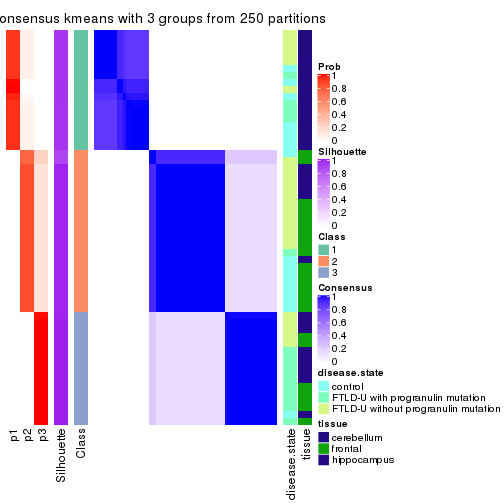 onsensus kmeans with 3 groups from 250 partitions
Prob
1
0.8
0.6
0.4
0.2
0
Silhouette
1
0.8
0.6
0.4
0.2
0
Class
1
2
3
Consensus
1
0.8
0.6
0.4
0.2
0
disease.state
control
FTLD-U with progranulin mutation
FTLD-U without progranulin mutation
tissue
cerebellum
frontal
hippocampus
p1
p2
p3
Silhouette
Class
disease.state
tissue